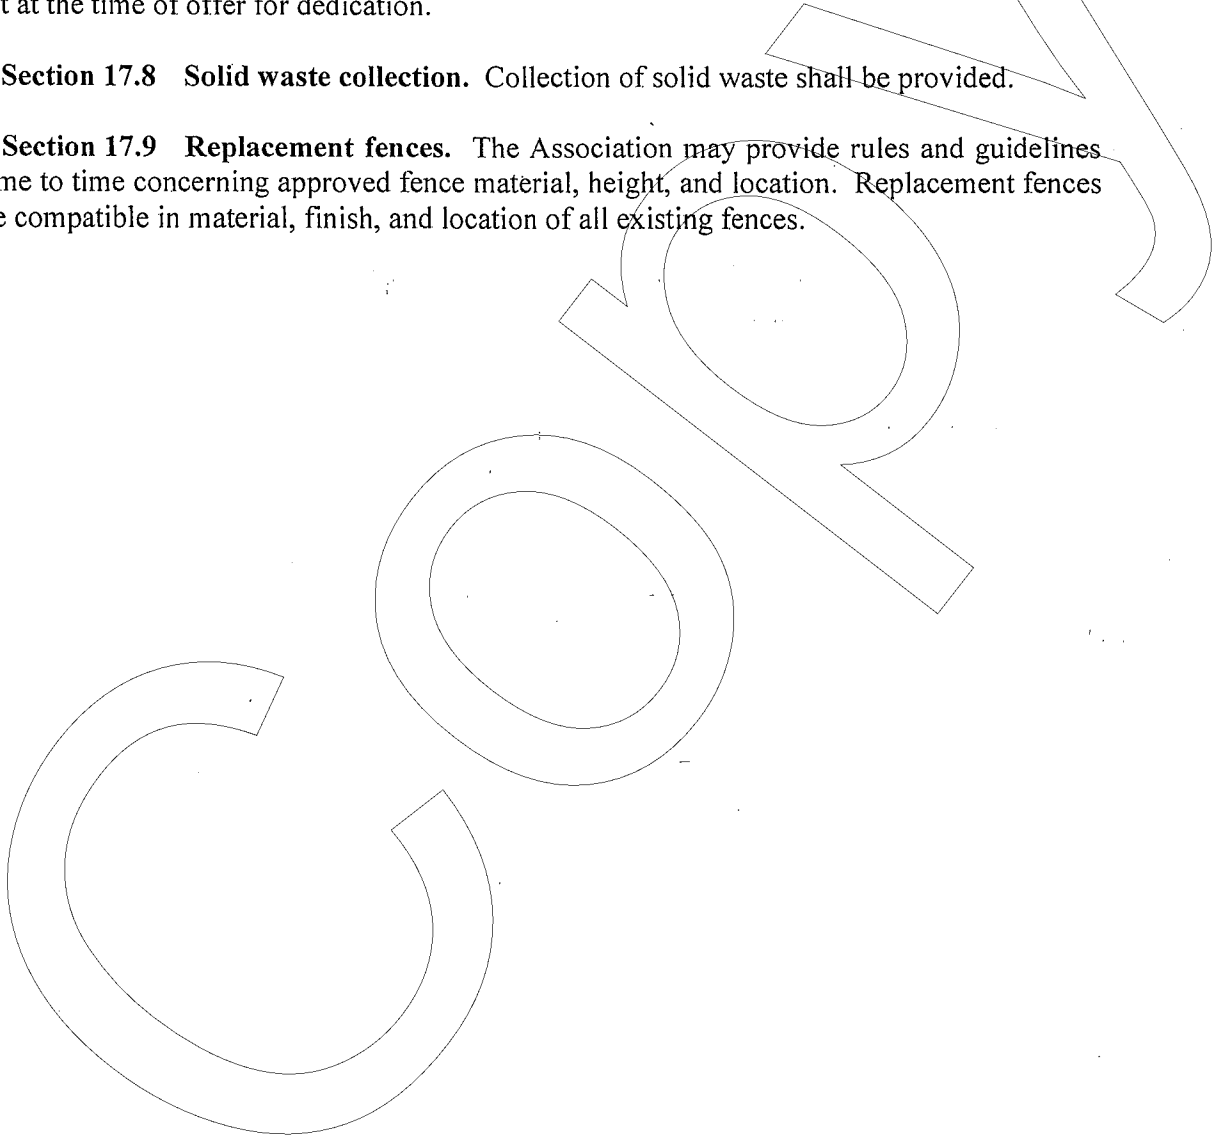 t at the time of offer for dedication.
Section 17.8 Solid waste collection. Collection of solid waste shall be provided.
Section 17.9 Replacement fences. The Association may provide rules and guidelines
me to time concerning approved fence material, height, and location. Replacement fences
e compatible in material, finish, and location of all existing fences.
Copy